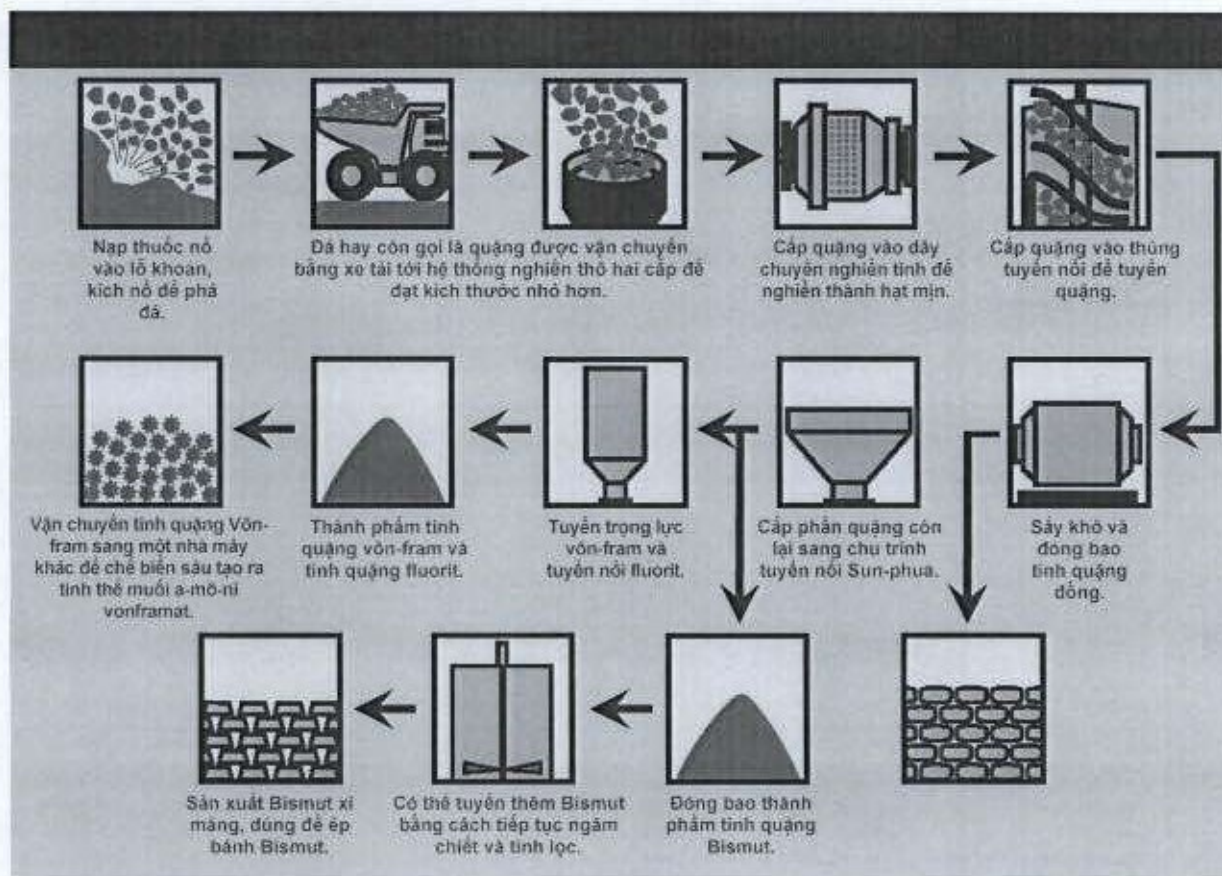 Nạp thuốc nổ
vào lỗ khoan,
kích nổ để phá
đá.
Đá hay còn gọi là quặng được vận chuyển
bằng xe tải tới hệ thống nghiền thô hai cấp để
đạt kích thước nhỏ hơn.
Cấp quặng vào dây
chuyền nghiền tinh để
nghiền thành hạt mịn.
Cấp quặng vào thùng
tuyển nổi để tuyển
quặng.
Vận chuyển tinh quặng Vôn-
fram sang một nhà máy
khác để chế biến sâu tạo ra
tinh thể muối a-mô-ni
vonframat.
Thành phẩm tinh
quặng vôn-fram và
tinh quặng fluorit.
Tuyển trọng lực
vôn-fram và
tuyển nổi fluorit.
Cấp phần quặng còn
lại sang chu trình
tuyển nổi Sun-phua.
Sấy khô và
đóng bao
tinh quặng
đồng.
Sản xuất Bismut xi
măng, dùng để ép
bánh Bismut.
Có thể tuyển thêm Bismut
bằng cách tiếp tục ngâm
chiết và tinh lọc.
Đóng bao thành
phẩm tinh quặng
Bismut.